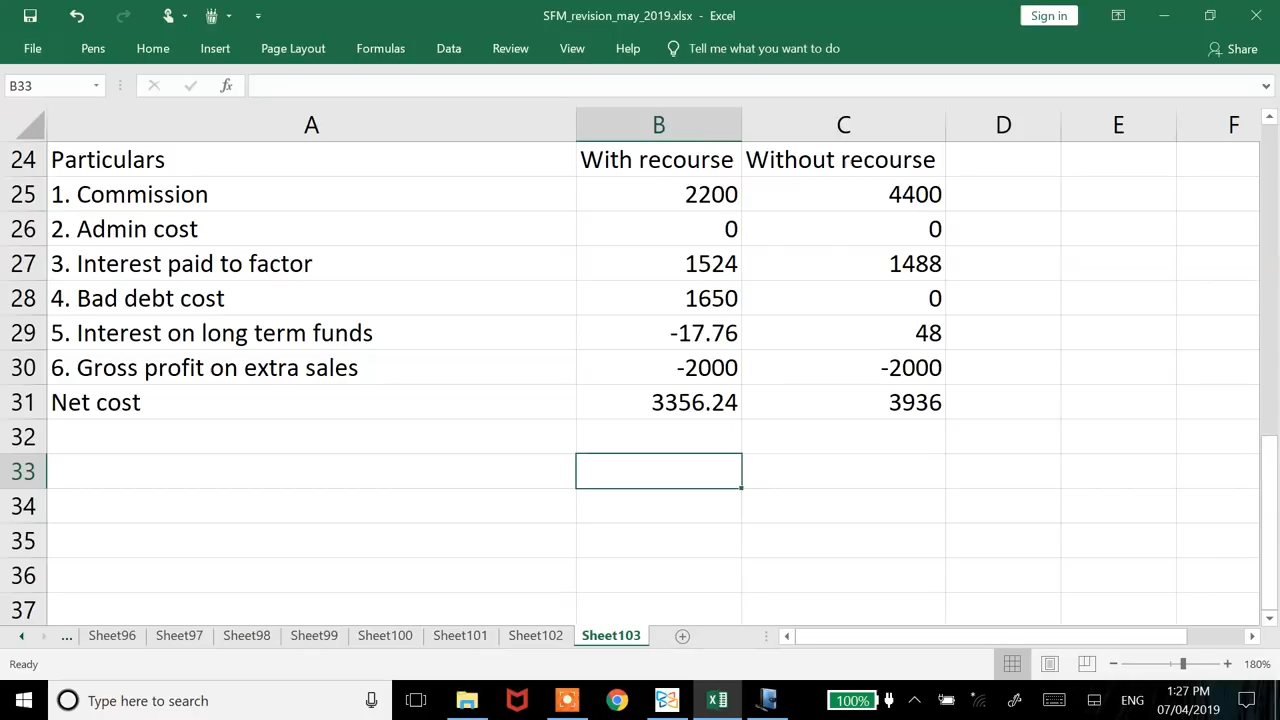 SFM_revision_may_2019.xlsx - Excel
Sign in
File Pens Home Insert Page Layout Formulas Data Review View Help Tell me what you want to do Share
B33 fx
A B C D E F
24 Particulars With recourse Without recourse
25 1. Commission 2200 4400
26 2. Admin cost 0 0
27 3. Interest paid to factor 1524 1488
28 4. Bad debt cost 1650 0
29 5. Interest on long term funds -17.76 48
30 6. Gross profit on extra sales -2000 -2000
31 Net cost 3356.24 3936
32
33
34
35
36
37
... Sheet96 Sheet97 Sheet98 Sheet99 Sheet100 Sheet101 Sheet102 Sheet103
Ready 180%
Type here to search 100% ENG 1:27 PM
07/04/2019